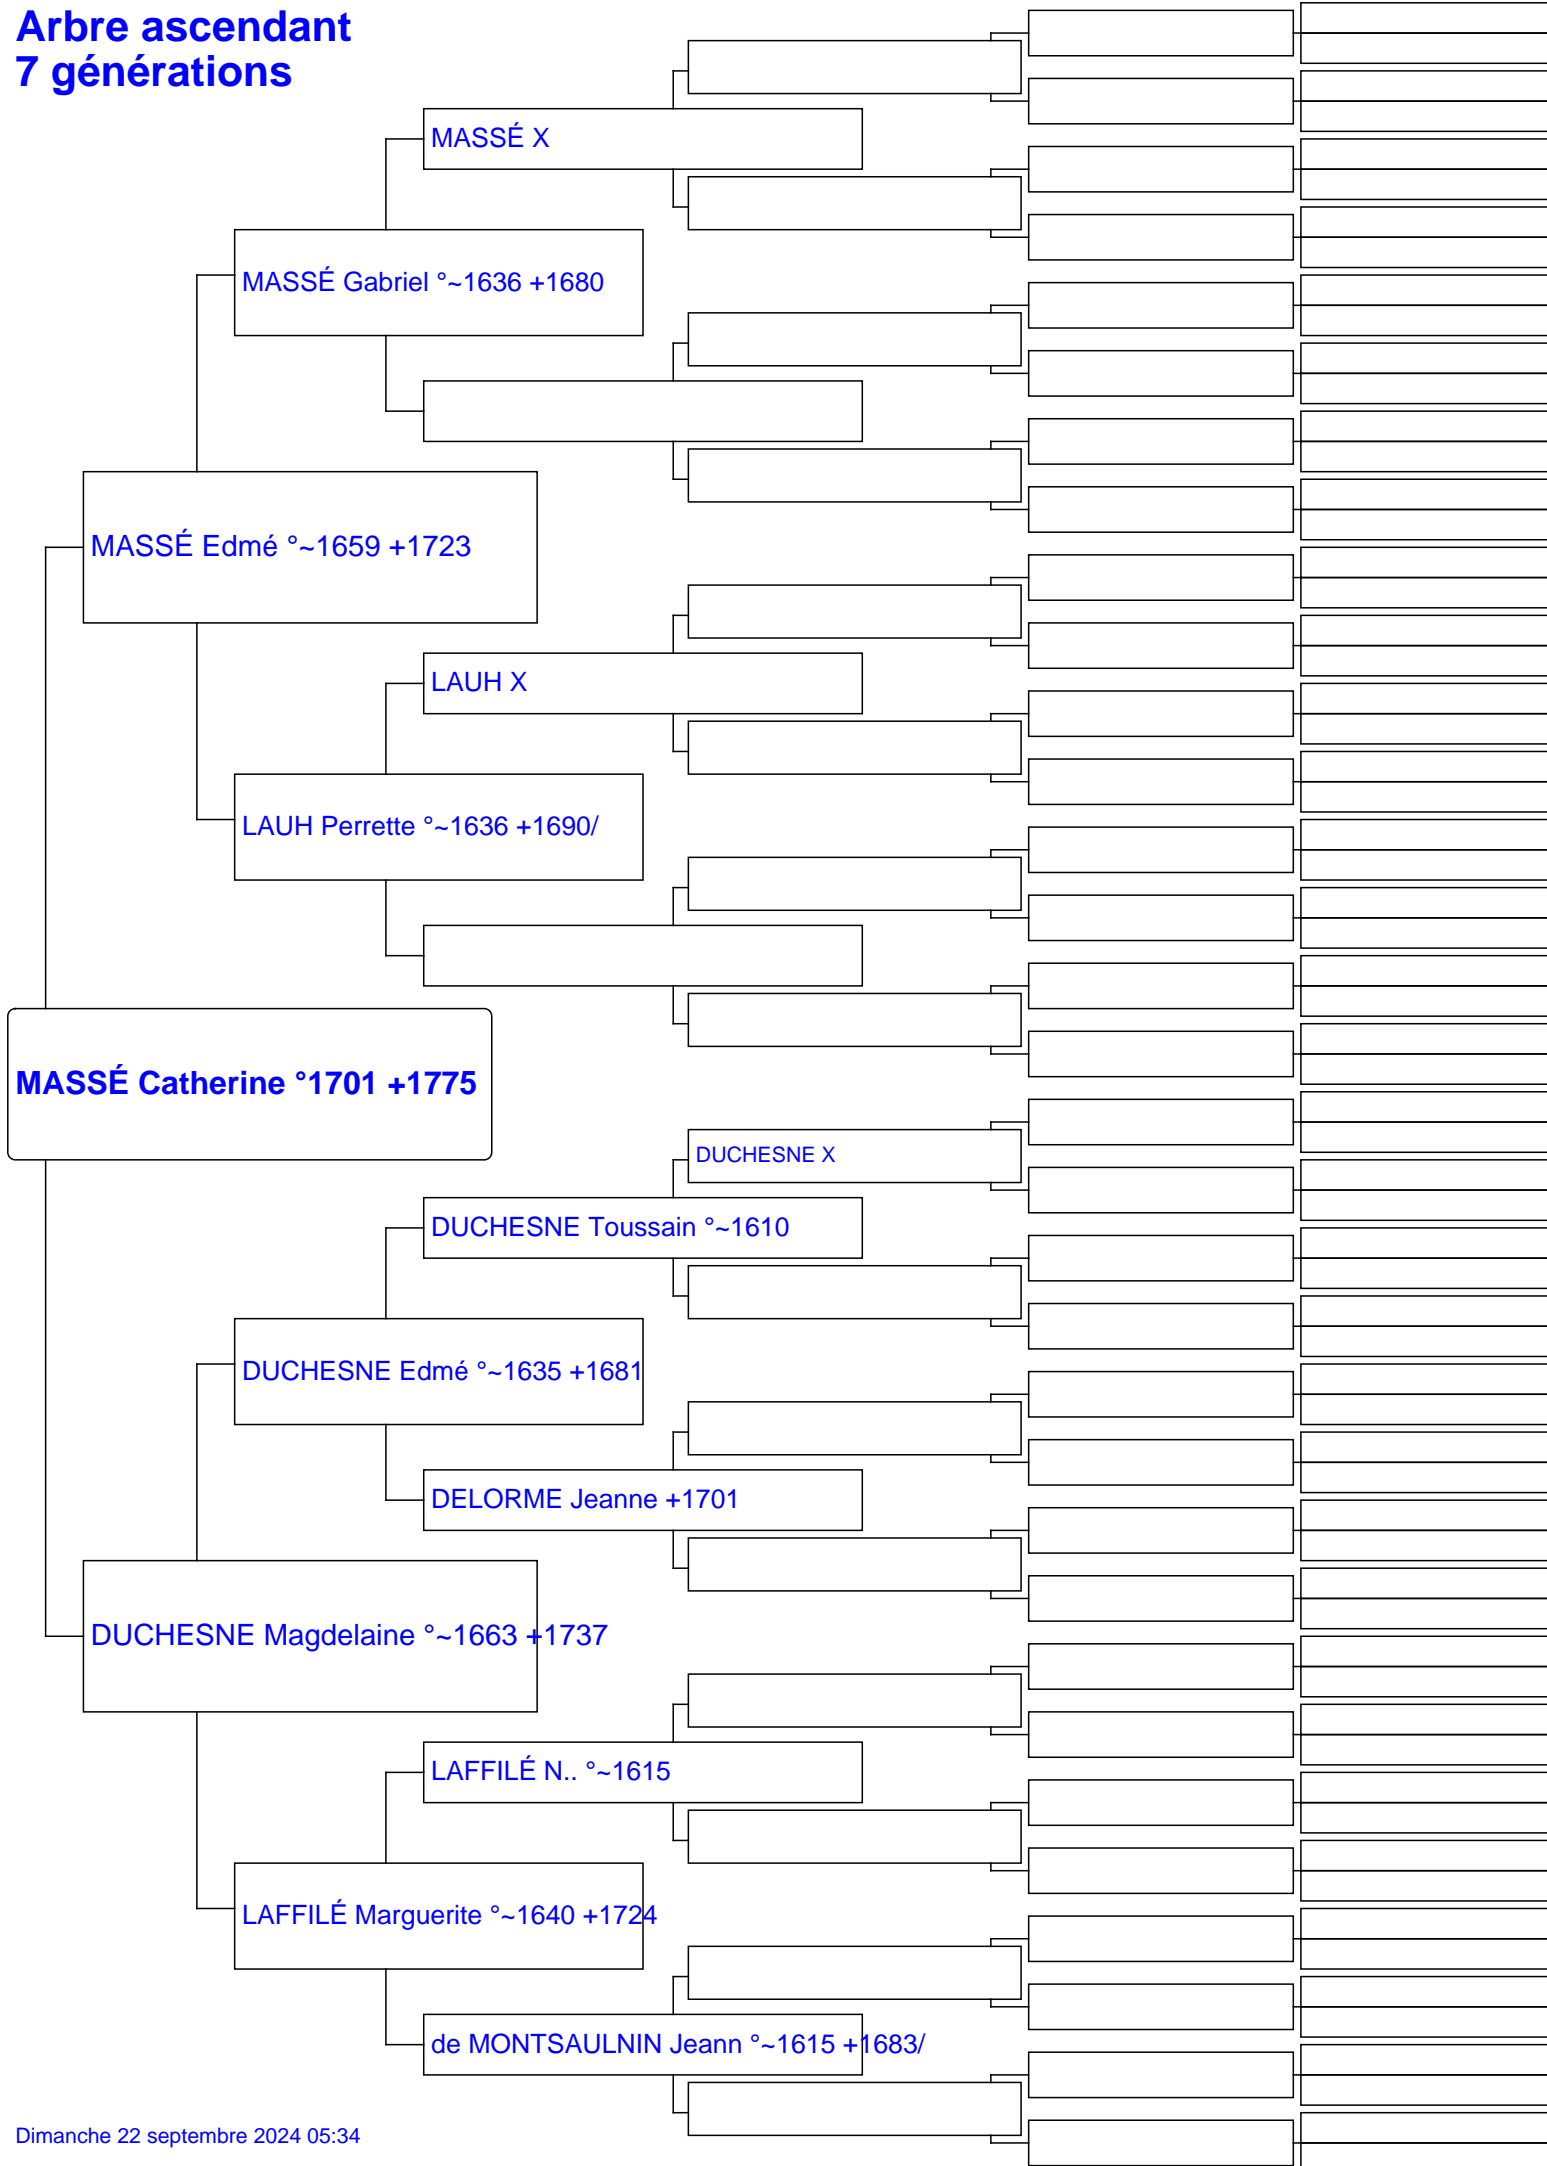 Arbre ascendant
7 générations
MASSÉ X
MASSÉ Gabriel °~1636 +1680
MASSÉ Edmé °~1659 +1723
LAUH X
LAUH Perrette °~1636 +1690/
MASSÉ Catherine °1701 +1775
DUCHESNE X
DUCHESNE Toussain °~1610
DUCHESNE Edmé °~1635 +1681
DELORME Jeanne +1701
DUCHESNE Magdelaine °~1663 +1737
LAFFILÉ N.. °~1615
LAFFILÉ Marguerite °~1640 +1724
de MONTSAULNIN Jeann °~1615 +1683/
Dimanche 22 septembre 2024 05:34